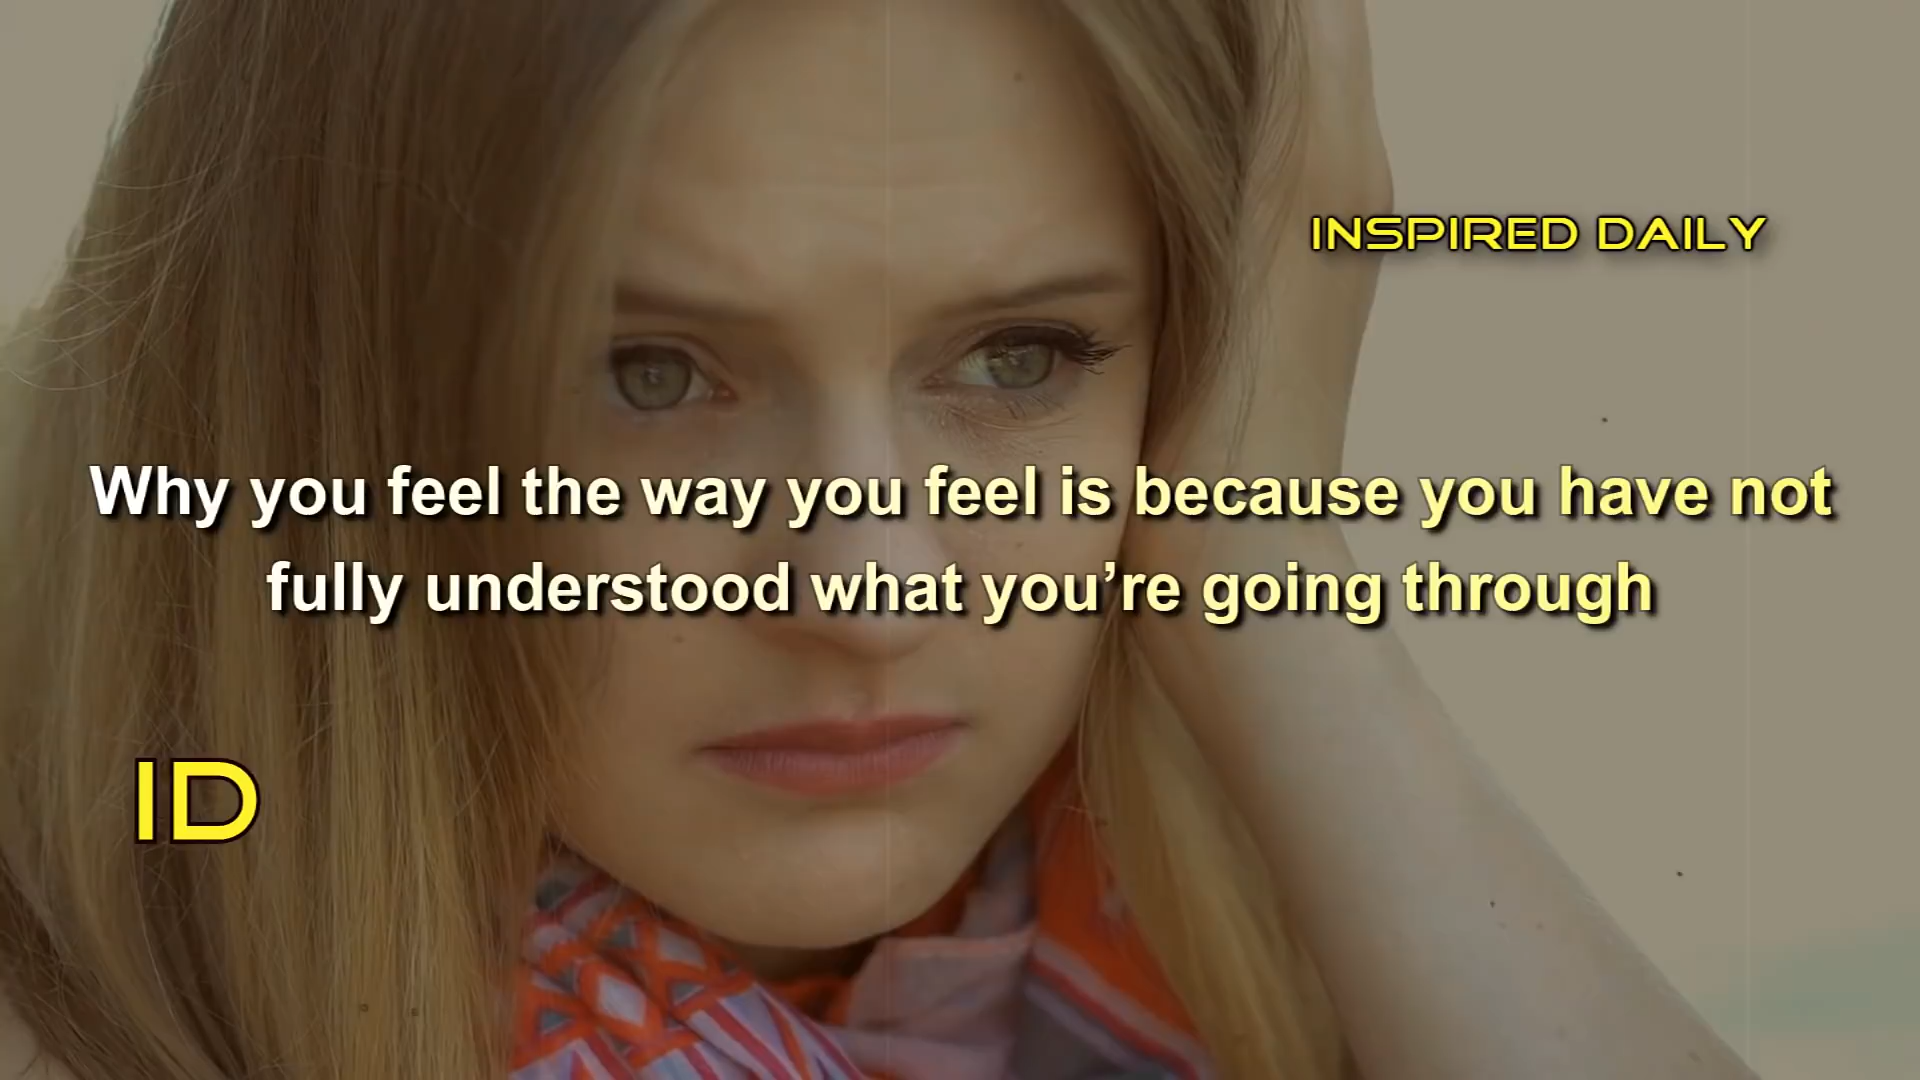 INSPIRED DAILY
Why you feel the way you feel is because you have not
fully understood what you’re going through
ID